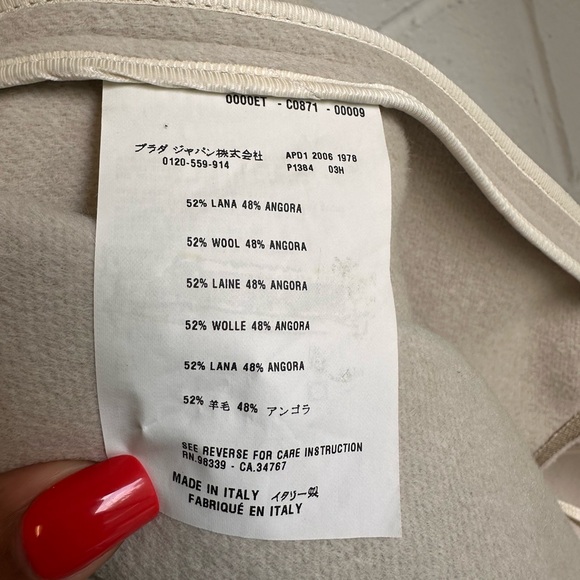 0000ET - C0871 - 00009
プラダ ジャパン株式会社 APD1 2006 1978
0120-559-914 P1384 03H
52% LANA 48% ANGORA
52% WOOL 48% ANGORA
52% LAINE 48% ANGORA
52% WOLLE 48% ANGORA
52% LANA 48% ANGORA
52% 羊毛 48% アンゴラ
SEE REVERSE FOR CARE INSTRUCTION
RN.98339 - CA.34767
MADE IN ITALY イタリー製
FABRIQUÉ EN ITALY